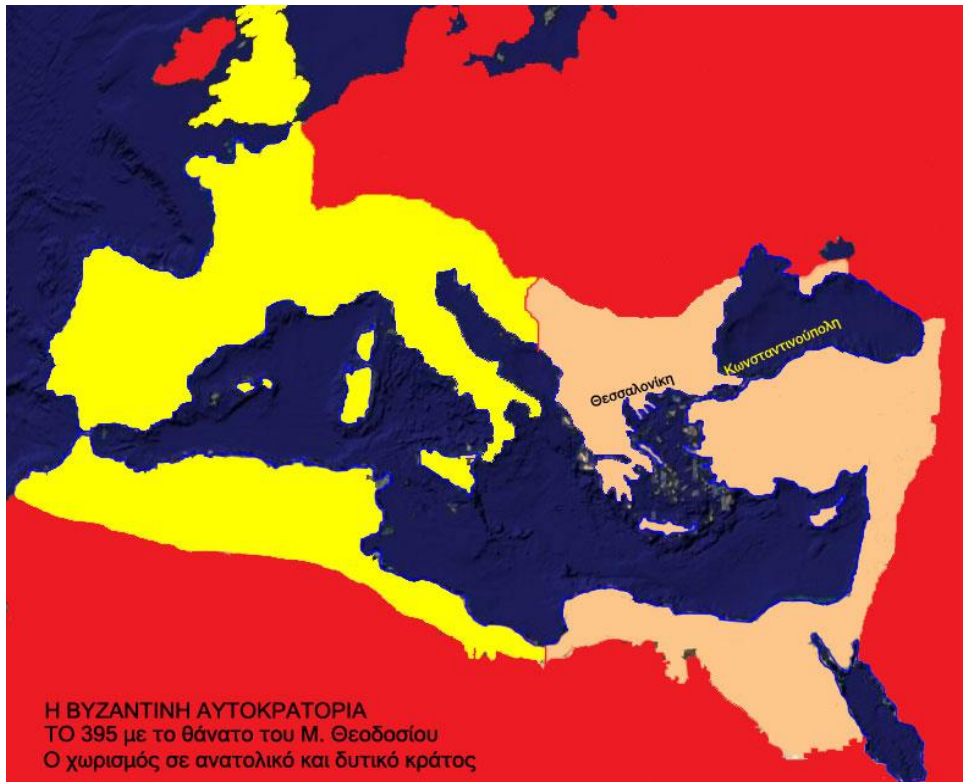 Κωνσταντινούπολη
Θεσσαλονίκη
Η ΒΥΖΑΝΤΙΝΗ ΑΥΤΟΚΡΑΤΟΡΙΑ
ΤΟ 395 με το θάνατο του Μ. Θεοδοσίου
Ο χωρισμός σε ανατολικό και δυτικό κράτος